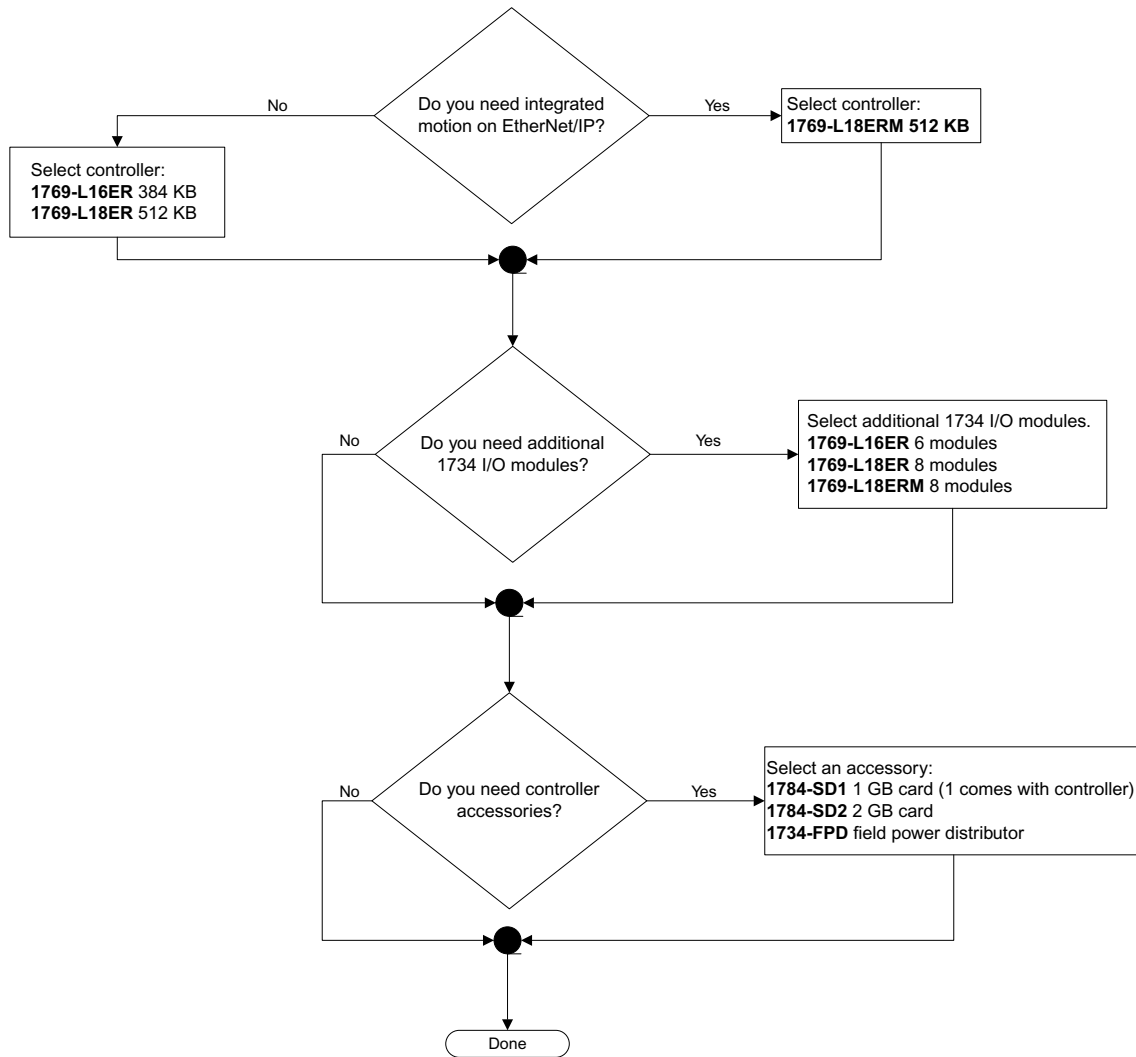 Do you need integrated
motion on EtherNet/IP?
No
Yes
Select controller:
1769-L18ERM 512 KB
Select controller:
1769-L16ER 384 KB
1769-L18ER 512 KB
Do you need additional
1734 I/O modules?
No
Yes
Select additional 1734 I/O modules.
1769-L16ER 6 modules
1769-L18ER 8 modules
1769-L18ERM 8 modules
Do you need controller
accessories?
No
Yes
Select an accessory:
1784-SD1 1 GB card (1 comes with controller)
1784-SD2 2 GB card
1734-FPD field power distributor
Done